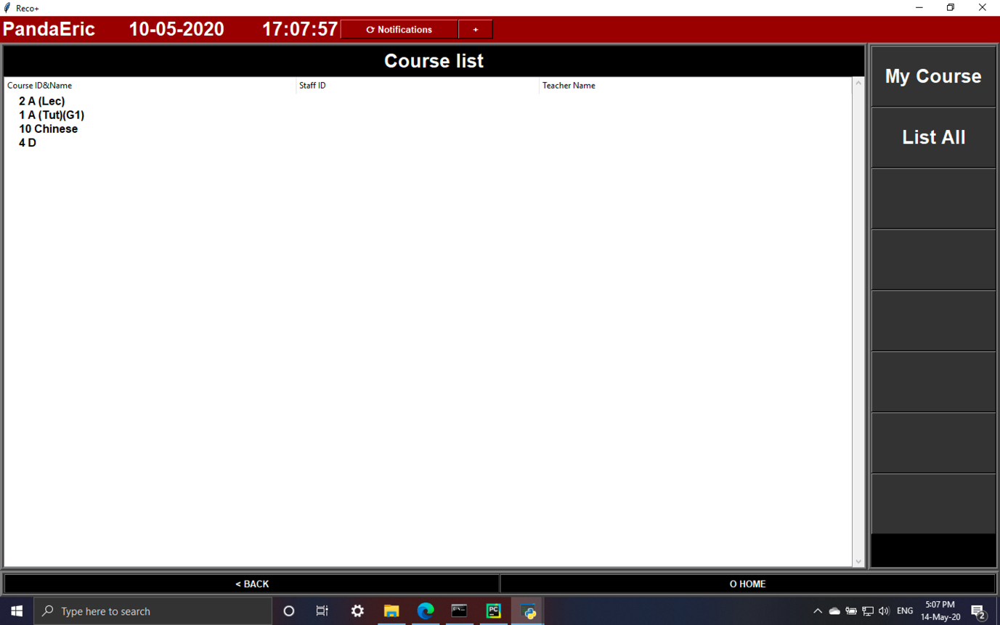 Reco+
PandaEric 10-05-2020 17:07:57 ⟳ Notifications +
Course list
My Course
List All
Course ID&Name Staff ID Teacher Name
2 A (Lec)
1 A (Tut)(G1)
10 Chinese
4 D
< BACK O HOME
Type here to search
PC
ENG
5:07 PM
14-May-20
2